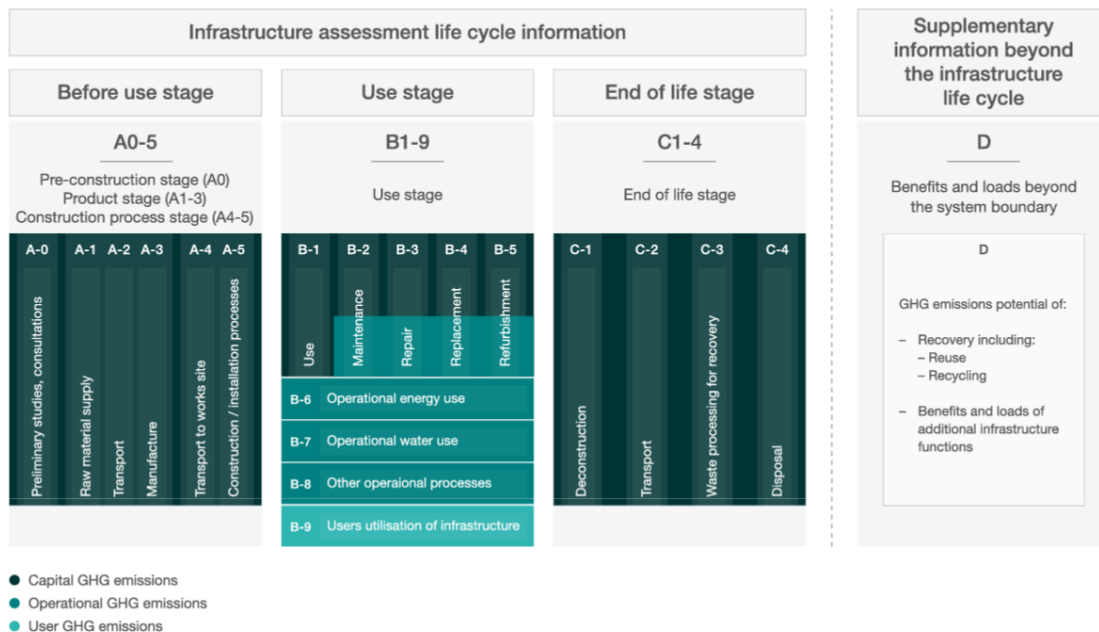 Infrastructure assessment life cycle information
Supplementary
information beyond
the infrastructure
life cycle
Before use stage
Use stage
End of life stage
A0-5
Pre-construction stage (A0)
Product stage (A1-3)
Construction process stage (A4-5)
B1-9
Use stage
C1-4
End of life stage
D
Benefits and loads beyond
the system boundary
A-0
A-1
A-2
A-3
A-4
A-5
Preliminary studies, consultations
Raw material supply
Transport
Manufacture
Transport to works site
Construction / installation processes
B-1
B-2
B-3
B-4
B-5
Use
Maintenance
Repair
Replacement
Refurbishment
B-6 Operational energy use
B-7 Operational water use
B-8 Other operaional processes
B-9 Users utilisation of infrastructure
C-1
C-2
C-3
C-4
Deconstruction
Transport
Waste processing for recovery
Disposal
D
GHG emissions potential of:
– Recovery including:
– Reuse
– Recycling
– Benefits and loads of
additional infrastructure
functions
Capital GHG emissions
Operational GHG emissions
User GHG emissions